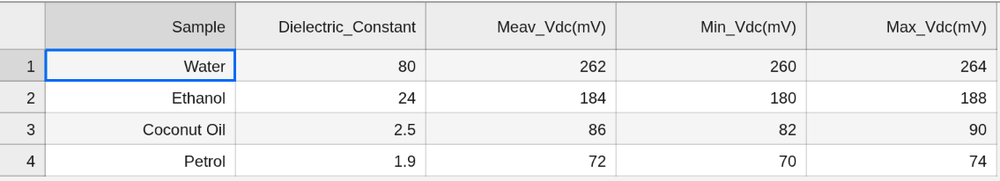 Sample Dielectric_Constant Meav_Vdc(mV) Min_Vdc(mV) Max_Vdc(mV)
1 Water 80 262 260 264
2 Ethanol 24 184 180 188
3 Coconut Oil 2.5 86 82 90
4 Petrol 1.9 72 70 74